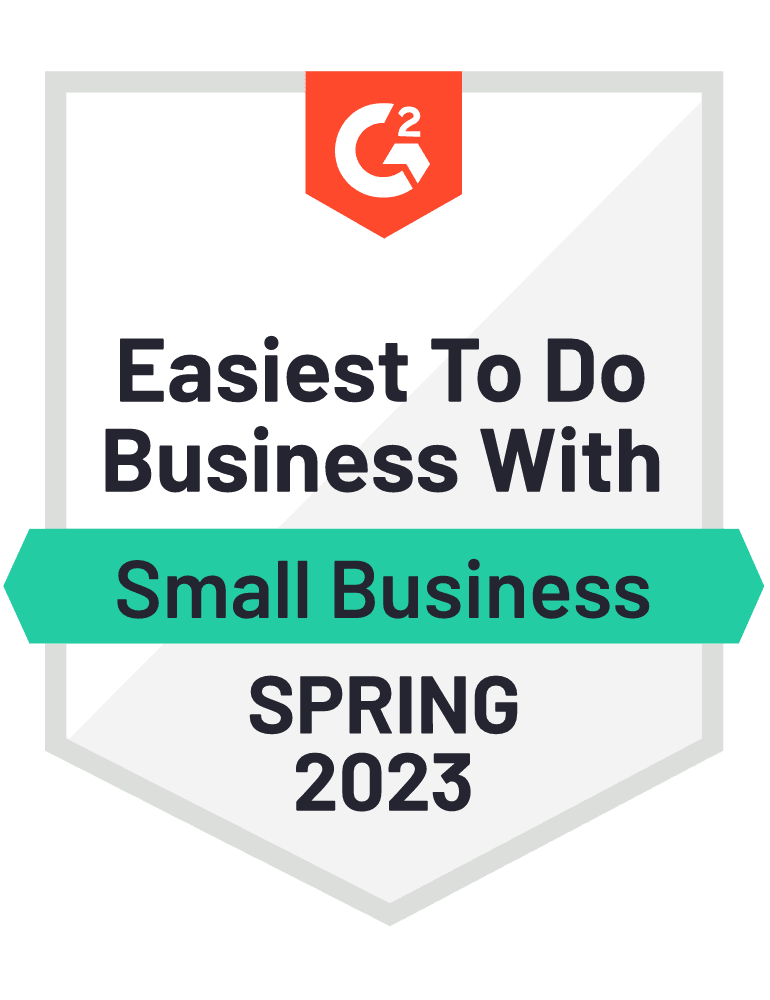 G2
Easiest To Do
Business With
Small Business
SPRING
2023